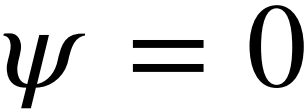 ψ = 0